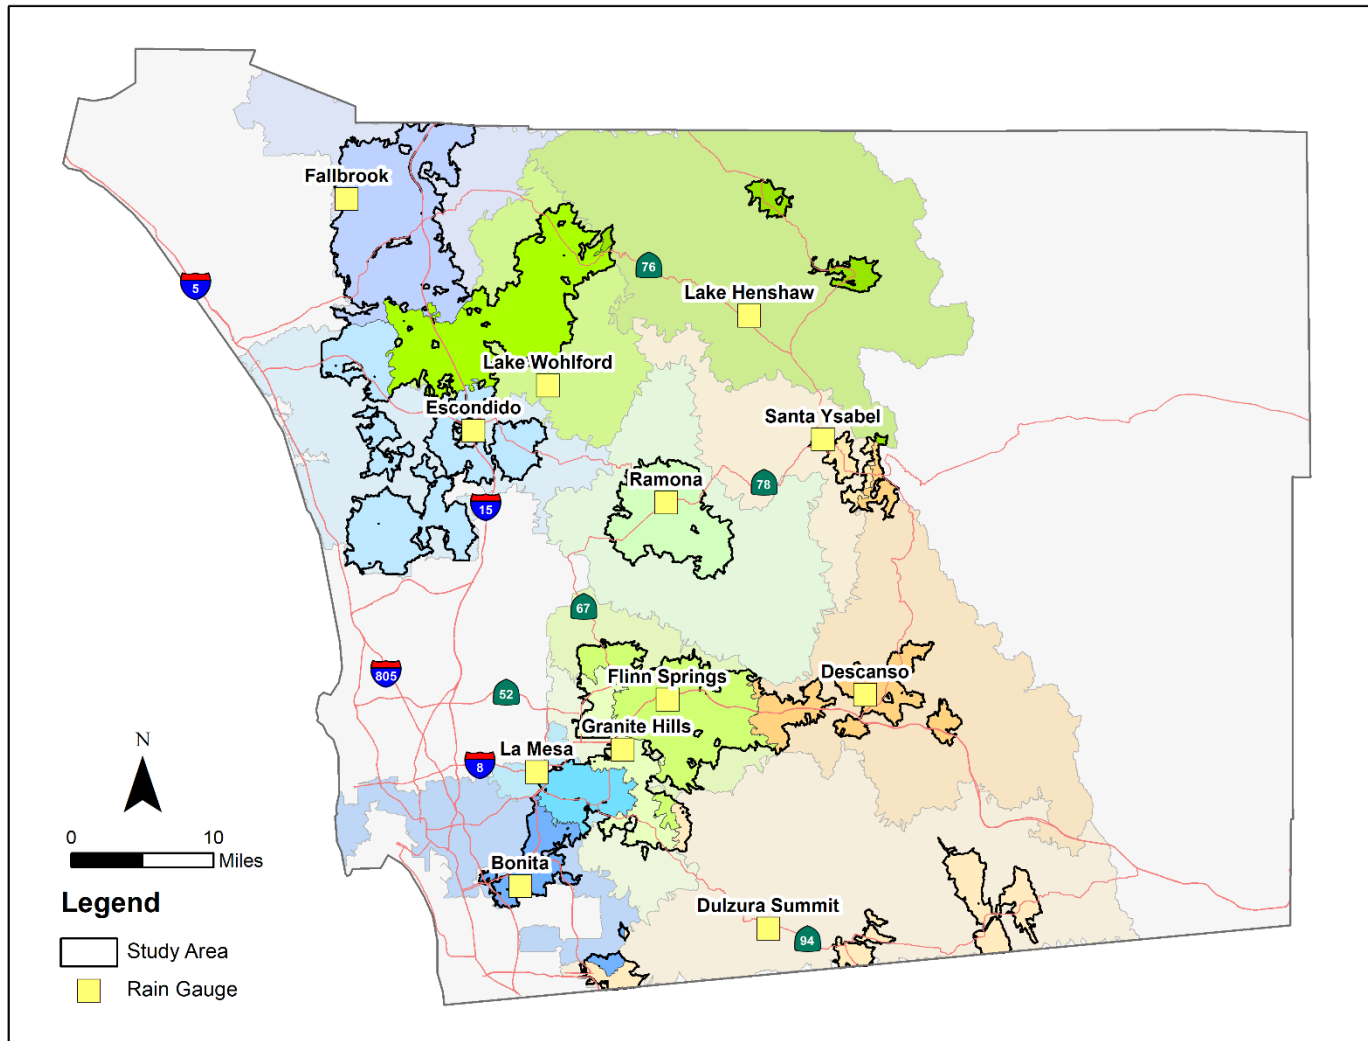 Fallbrook
76
5
Lake Henshaw
Lake Wohlford
Escondido
Santa Ysabel
Ramona
78
15
67
805
52
Flinn Springs
Descanso
Granite Hills
La Mesa
8
N
0 10
Miles
Bonita
Dulzura Summit
94
Legend
Study Area
Rain Gauge